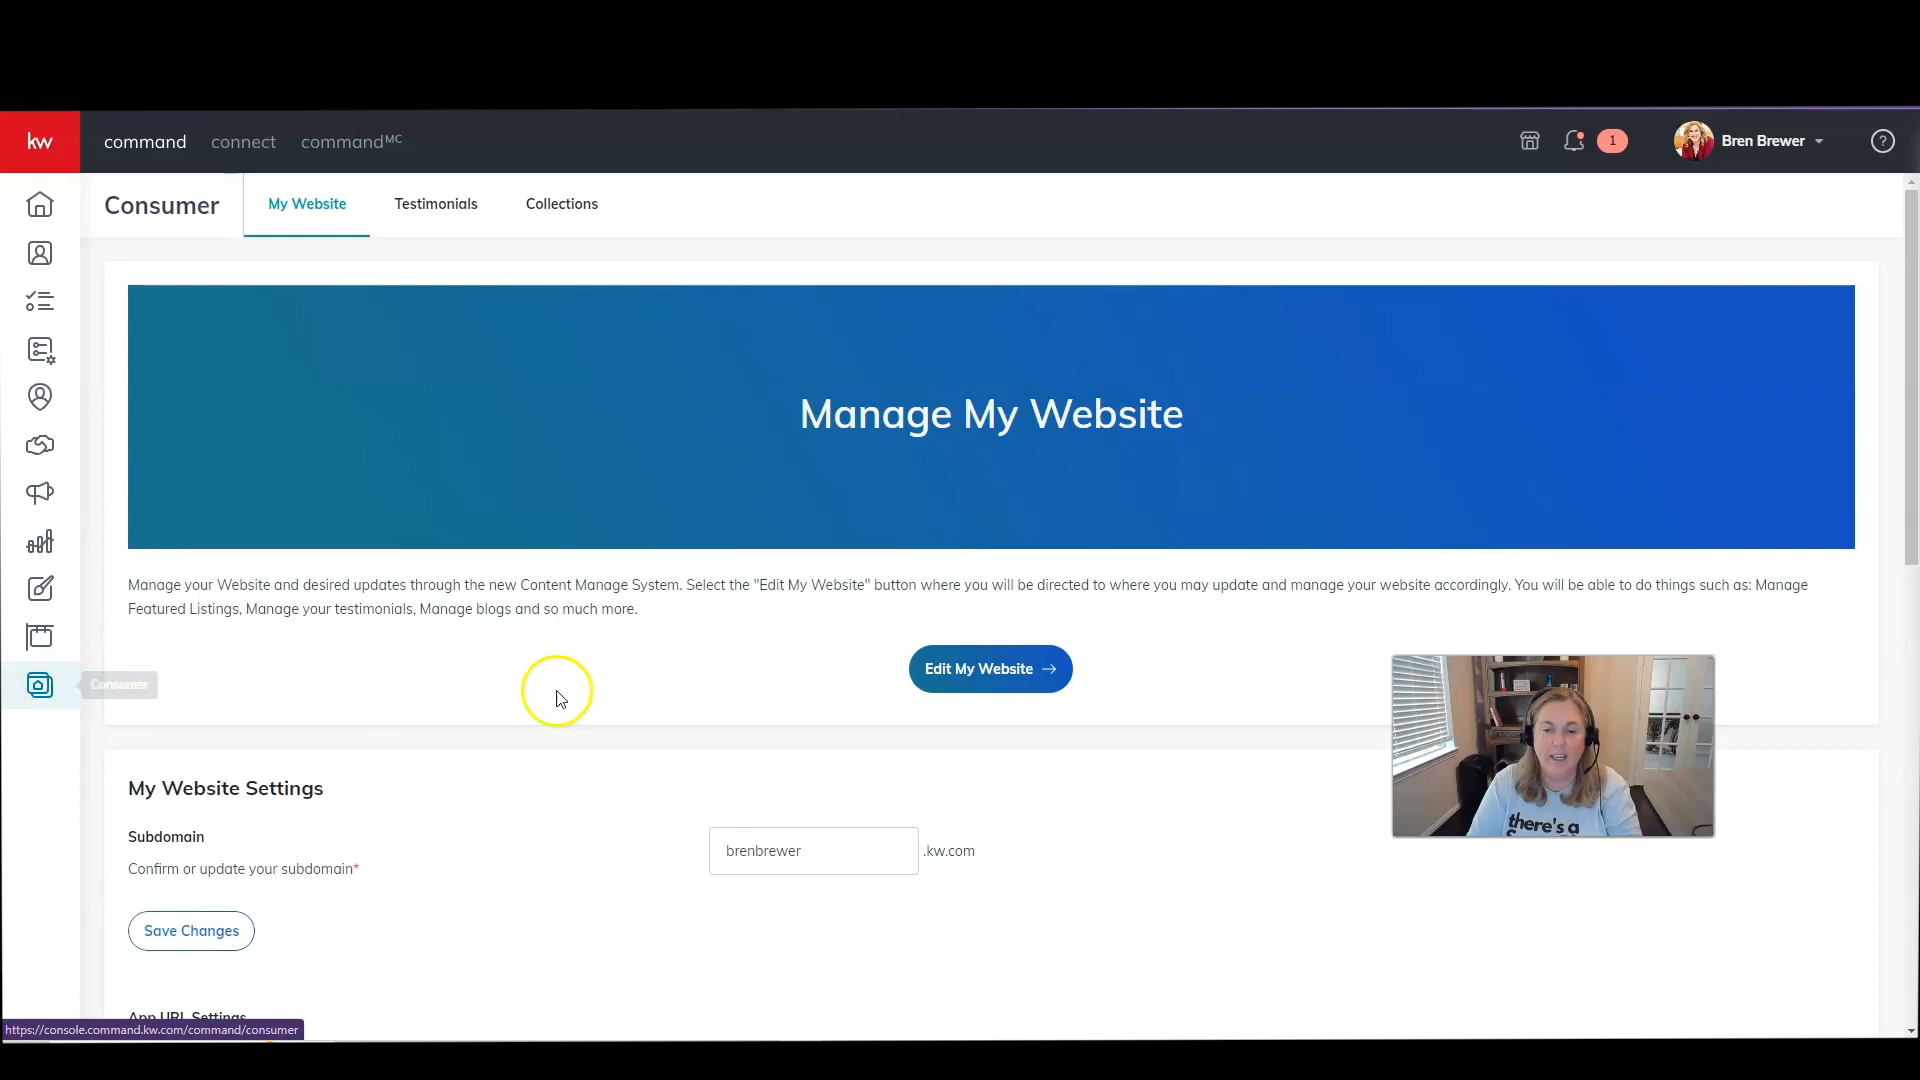 kw
command
connect
commandMC
1
Bren Brewer
?
Consumer
My Website
Testimonials
Collections
Manage My Website
Manage your Website and desired updates through the new Content Manage System. Select the "Edit My Website" button where you will be directed to where you may update and manage your website accordingly. You will be able to do things such as: Manage
Featured Listings, Manage your testimonials, Manage blogs and so much more.
Edit My Website
Consumer
there's a
My Website Settings
Subdomain
Confirm or update your subdomain*
brenbrewer
.kw.com
Save Changes
App URL Settings
https://console.command.kw.com/command/consumer